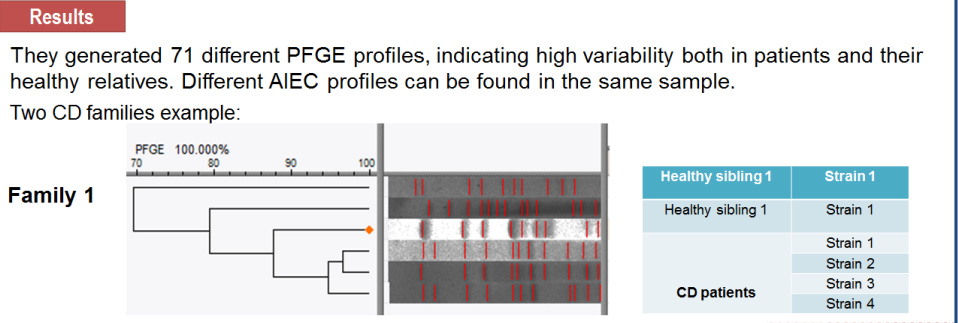 Results
They generated 71 different PFGE profiles, indicating high variability both in patients and their
healthy relatives. Different AIEC profiles can be found in the same sample.
Two CD families example:
PFGE 100.000%
70 80 90 100
Family 1
Healthy sibling 1 Strain 1
Healthy sibling 1 Strain 1
Strain 1
Strain 2
Strain 3
CD patients
Strain 4